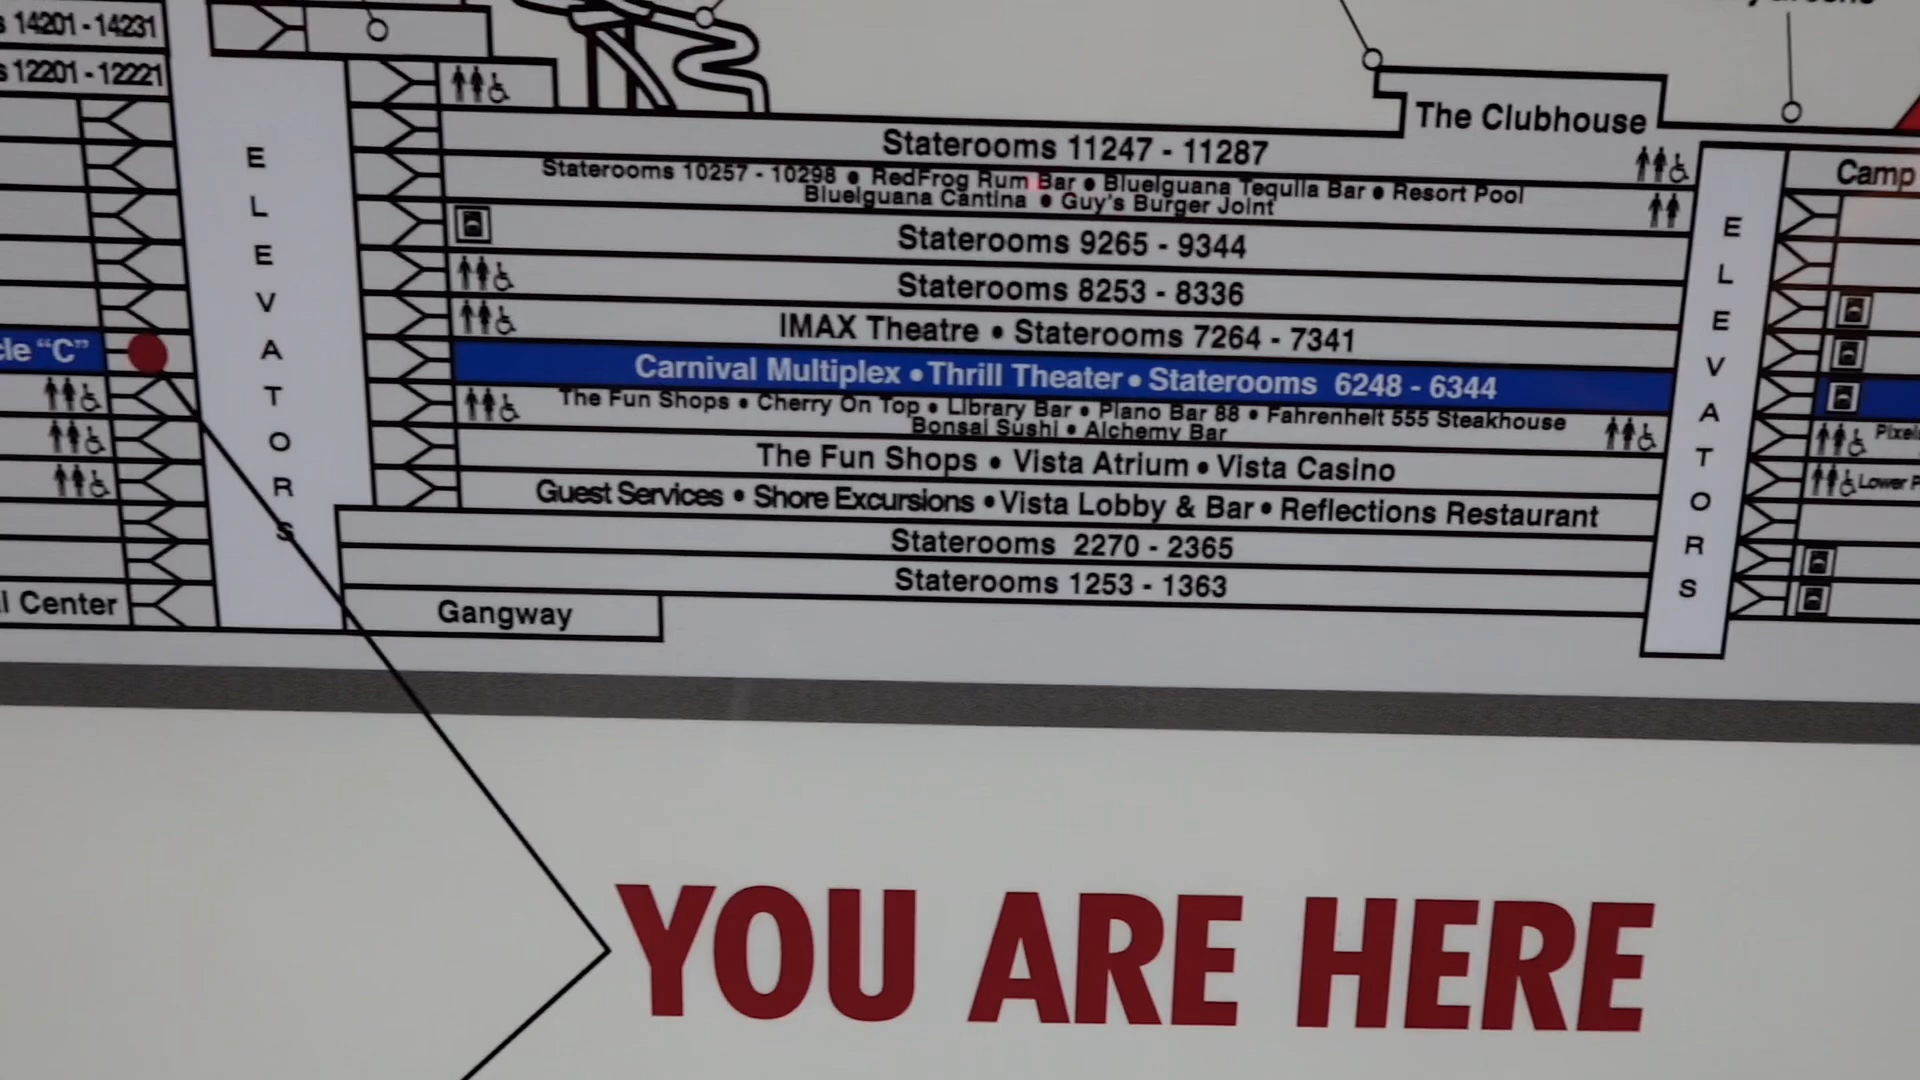 14201 - 14231
12201 - 12221
The Clubhouse
Staterooms 11247 - 11287
Camp
Staterooms 10257 - 10298 • RedFrog Rum Bar • BlueIguana Tequila Bar • Resort Pool
BlueIguana Cantina • Guy's Burger Joint
Staterooms 9265 - 9344
Staterooms 8253 - 8336
IMAX Theatre • Staterooms 7264 - 7341
"C"
Carnival Multiplex • Thrill Theater • Staterooms 6248 - 6344
The Fun Shops • Cherry On Top • Library Bar • Piano Bar 88 • Fahrenheit 555 Steakhouse
Bonsai Sushi • Alchemy Bar
The Fun Shops • Vista Atrium • Vista Casino
Lower
Guest Services • Shore Excursions • Vista Lobby & Bar • Reflections Restaurant
Staterooms 2270 - 2365
Staterooms 1253 - 1363
Center
Gangway
ELEVATORS
ELEVATORS
YOU ARE HERE